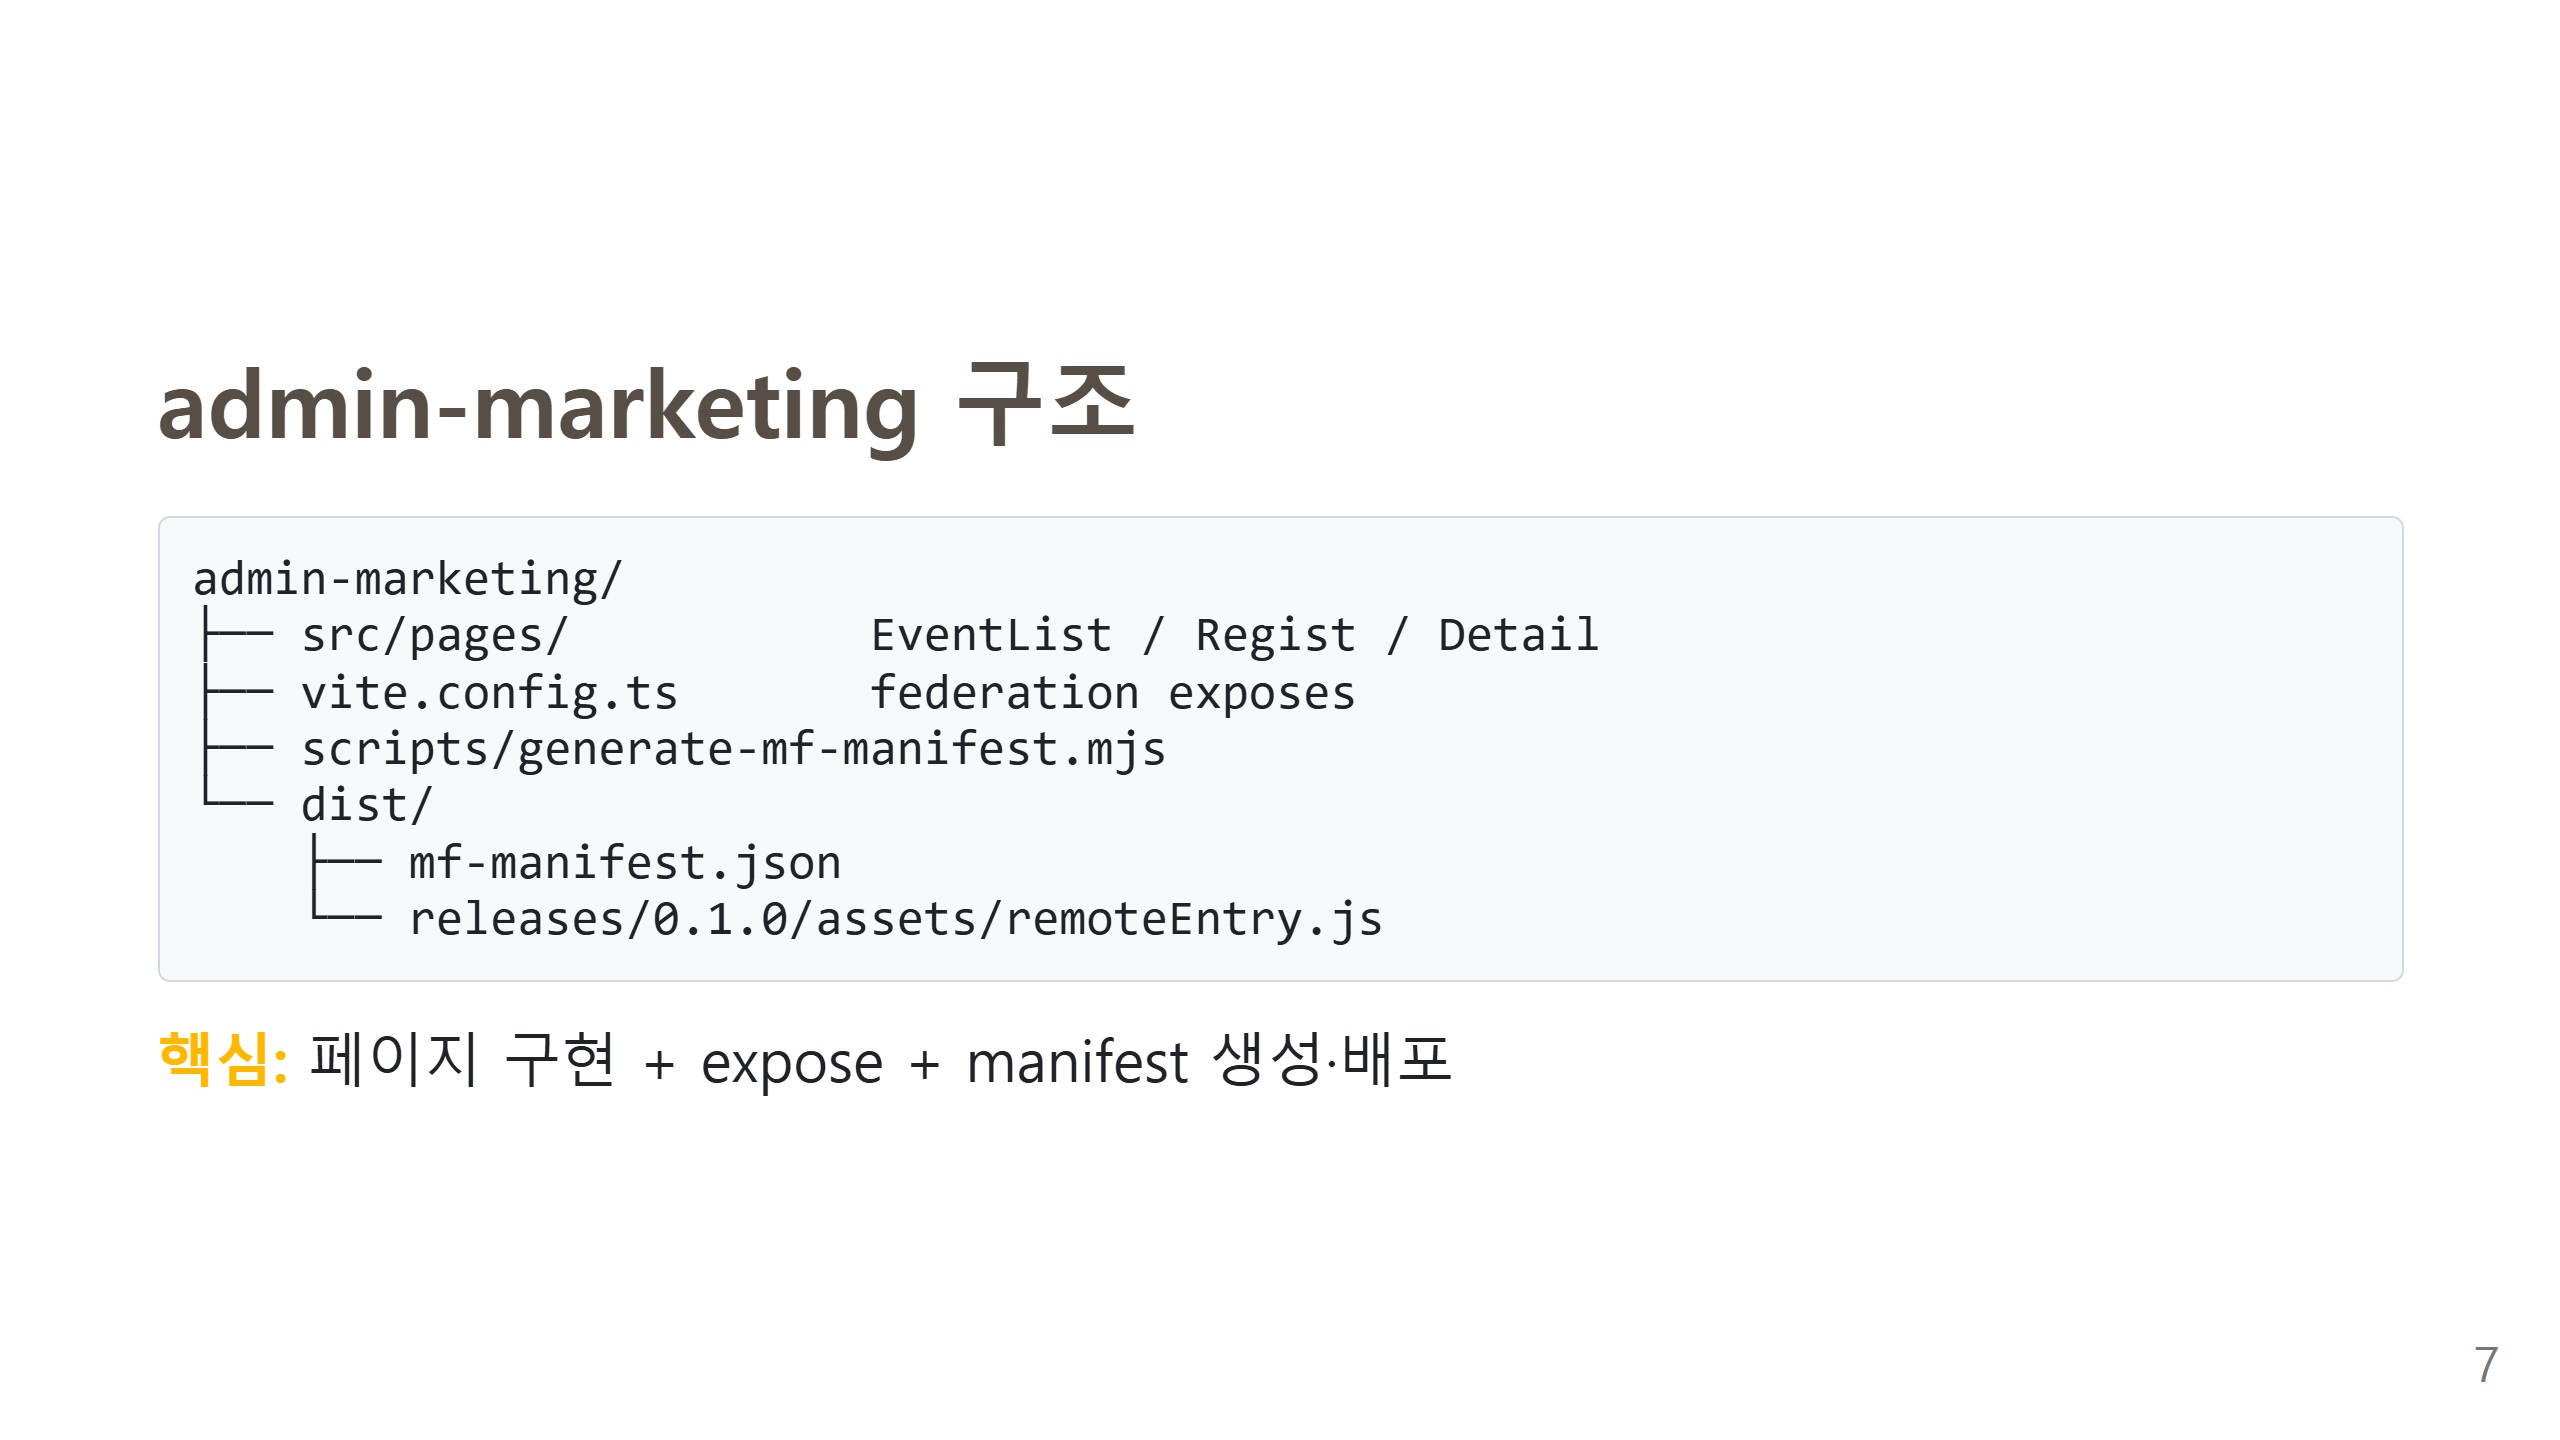 admin-marketing 구조
admin-marketing/
├── src/pages/           EventList / Regist / Detail
├── vite.config.ts       federation exposes
├── scripts/generate-mf-manifest.mjs
└── dist/
    ├── mf-manifest.json
    └── releases/0.1.0/assets/remoteEntry.js
핵심: 페이지 구현 + expose + manifest 생성·배포
7